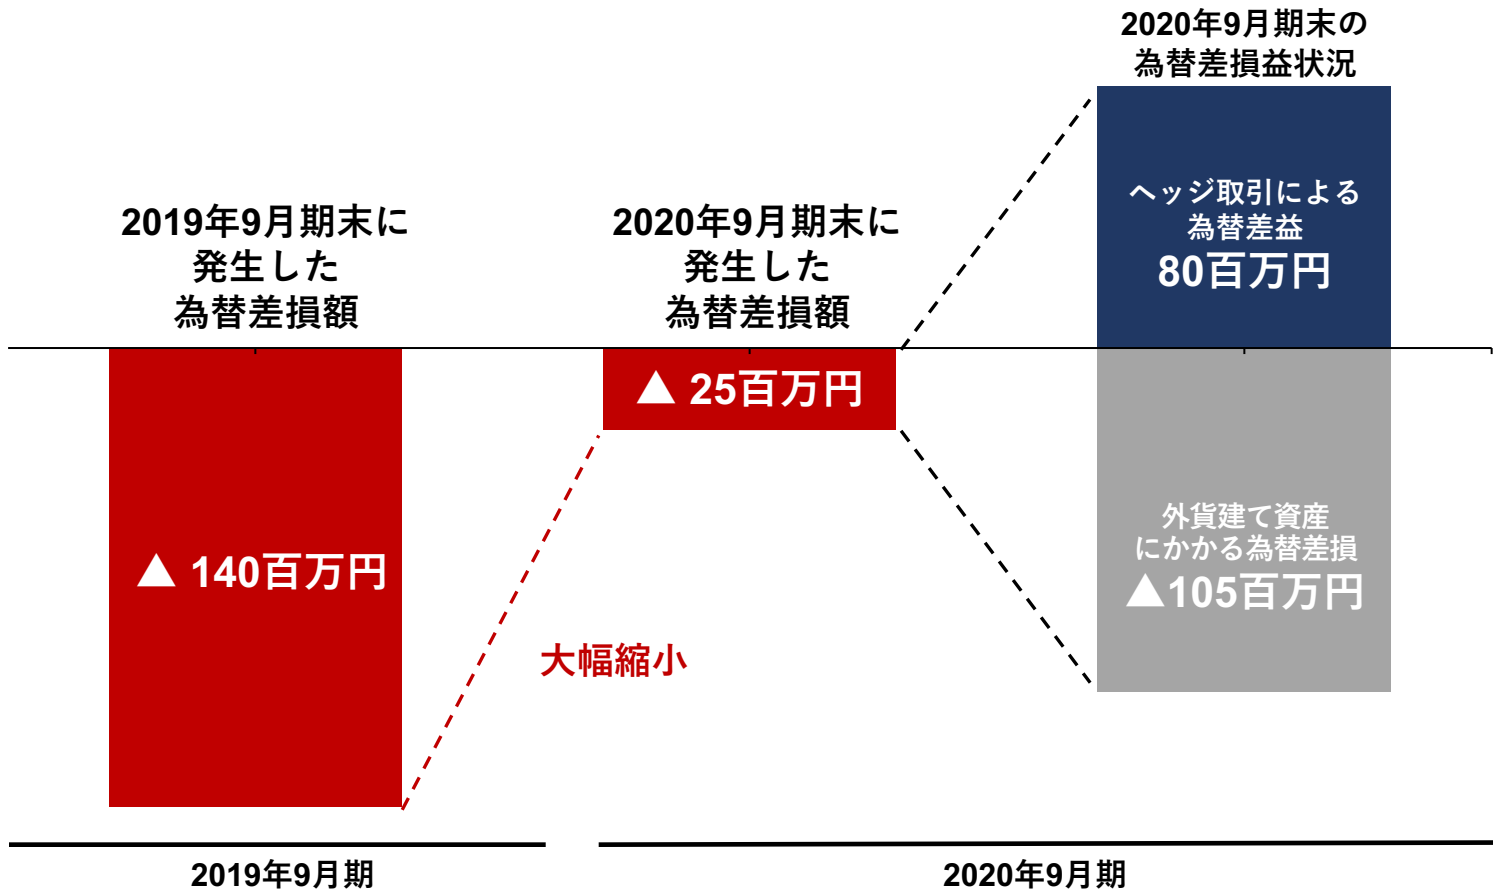 2019年9月期末に
発生した
為替差損額
▲ 140百万円
大幅縮小
2020年9月期末に
発生した
為替差損額
▲ 25百万円
2020年9月期末の
為替差損益状況
ヘッジ取引による
為替差益
80百万円
外貨建て資産
にかかる為替差損
▲105百万円
2019年9月期
2020年9月期